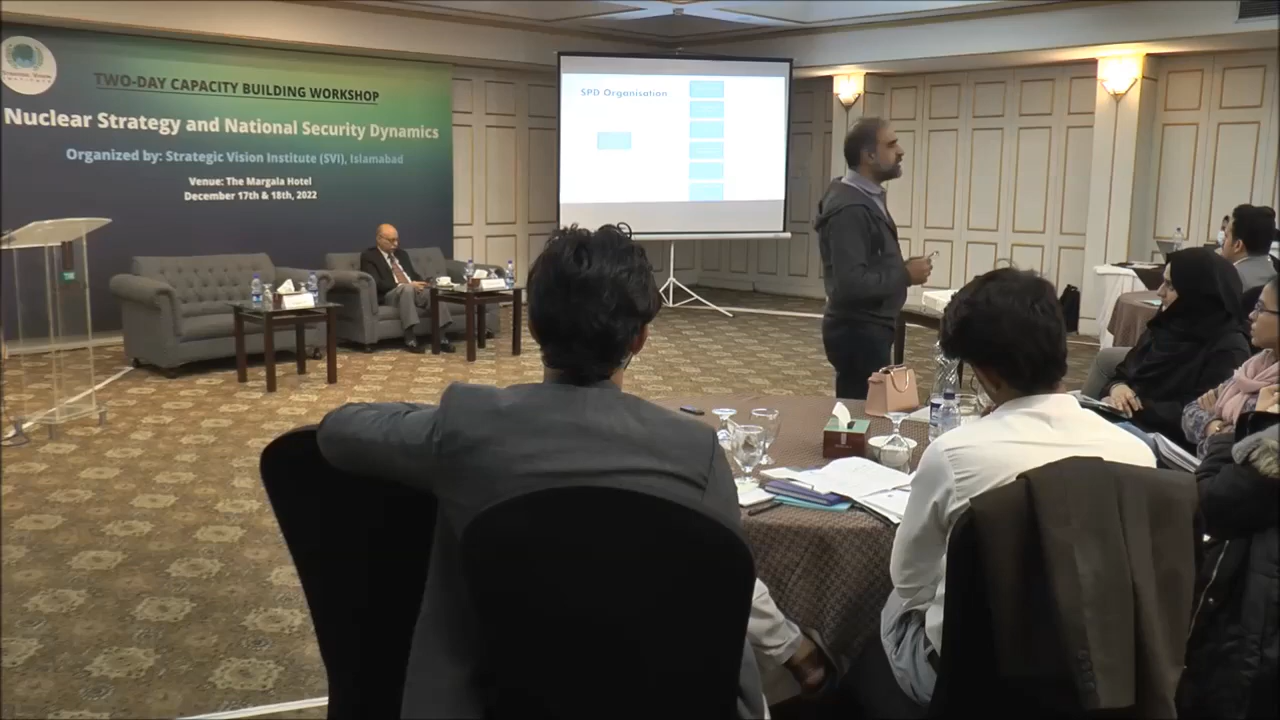 TWO-DAY CAPACITY BUILDING WORKSHOP
Nuclear Strategy and National Security Dynamics
Organized by: Strategic Vision Institute (SVI), Islamabad
Venue: The Margala Hotel
December 17th & 18th, 2022
SPD Organisation